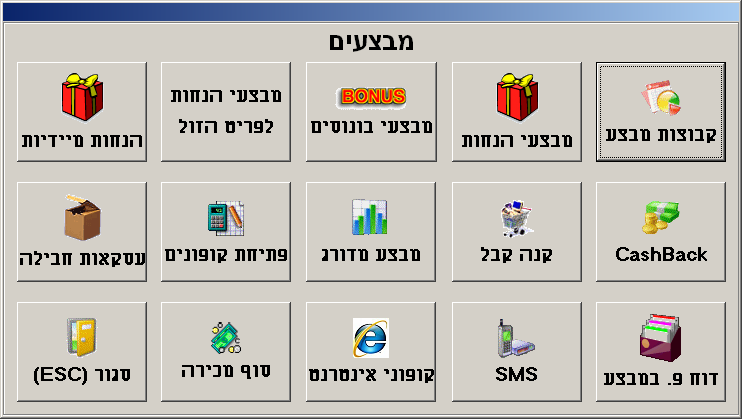 מבצעים
קבוצות מבצע
מבצעי הנחות
BONUS
מבצעי בונוסים
מבצעי הנחות
לפריט הזול
הנחות מיידיות
CashBack
קנה קבל
מבצע מדורג
פתיחת קופונים
עסקאות חבילה
דוח פ. במבצע
SMS
קופוני אינטרנט
סוף מכירה
סגור (ESC)